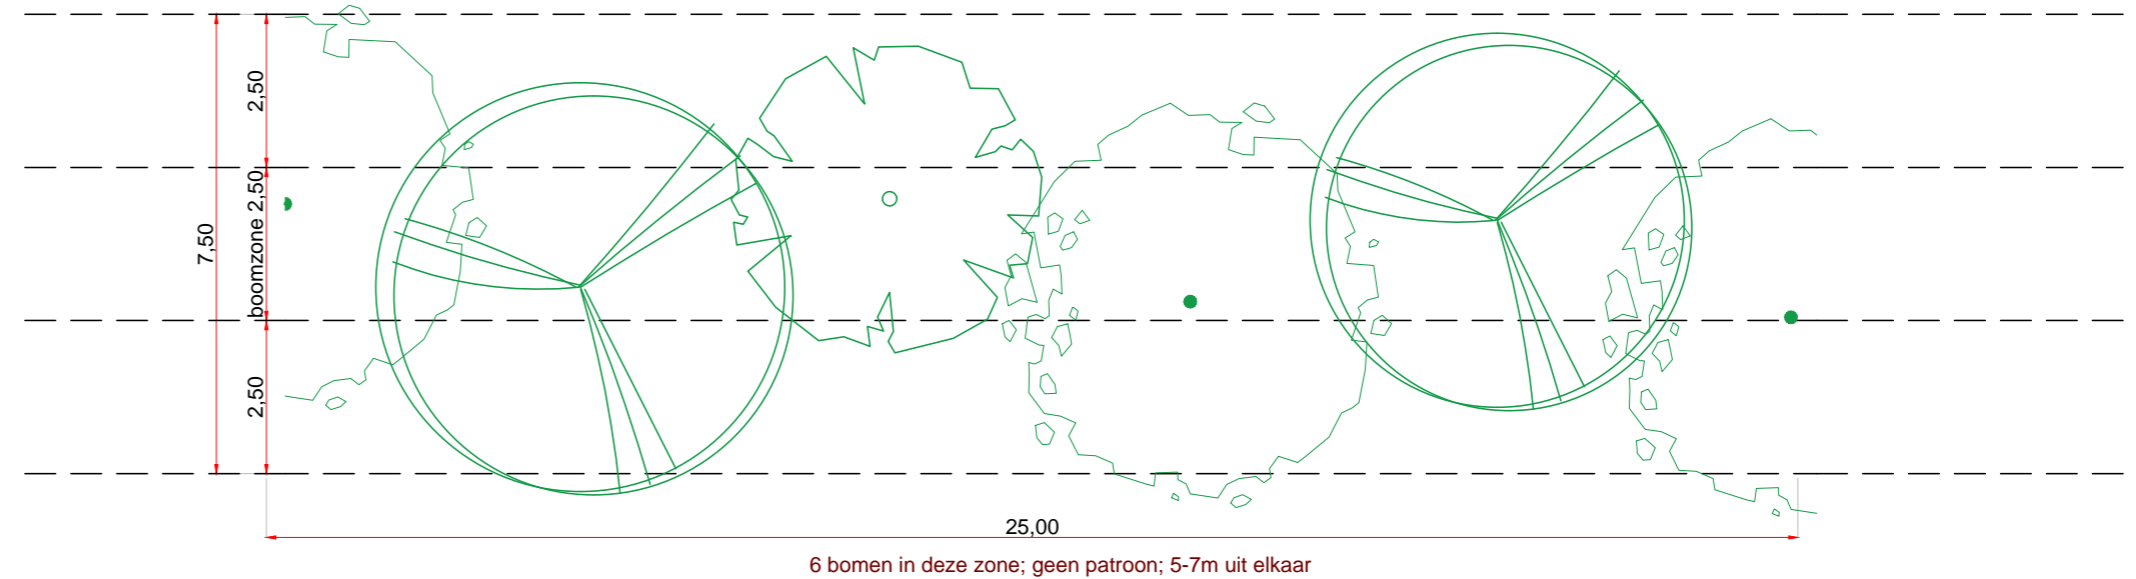 2,50
boomzone 2,50
7,50
2,50
25,00
6 bomen in deze zone; geen patroon; 5-7m uit elkaar